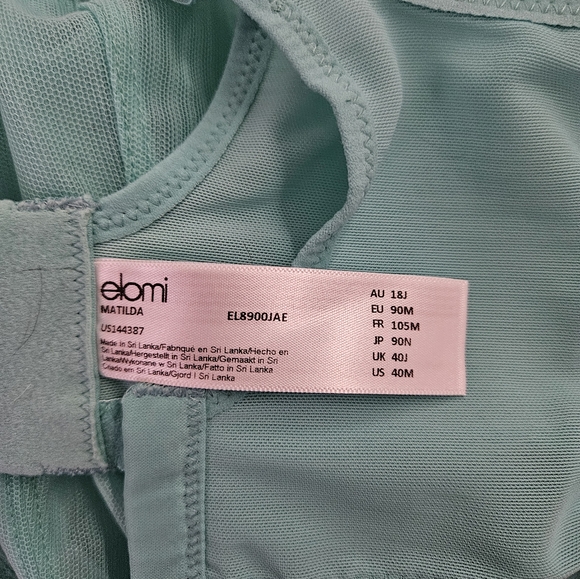 elomi
MATILDA
EL8900JAE
US144387
Made in Sri Lanka/Fabriqué en Sri Lanka/Hecho en
Sri Lanka/Hergestellt in Sri Lanka/Gemaakt in Sri
Lanka/Wykonane w Sri Lanka/Fatto in Sri Lanka/
Criado em Sri Lanka/Gjord I Sri Lanka
AU 18J
EU 90M
FR 105M
JP 90N
UK 40J
US 40M